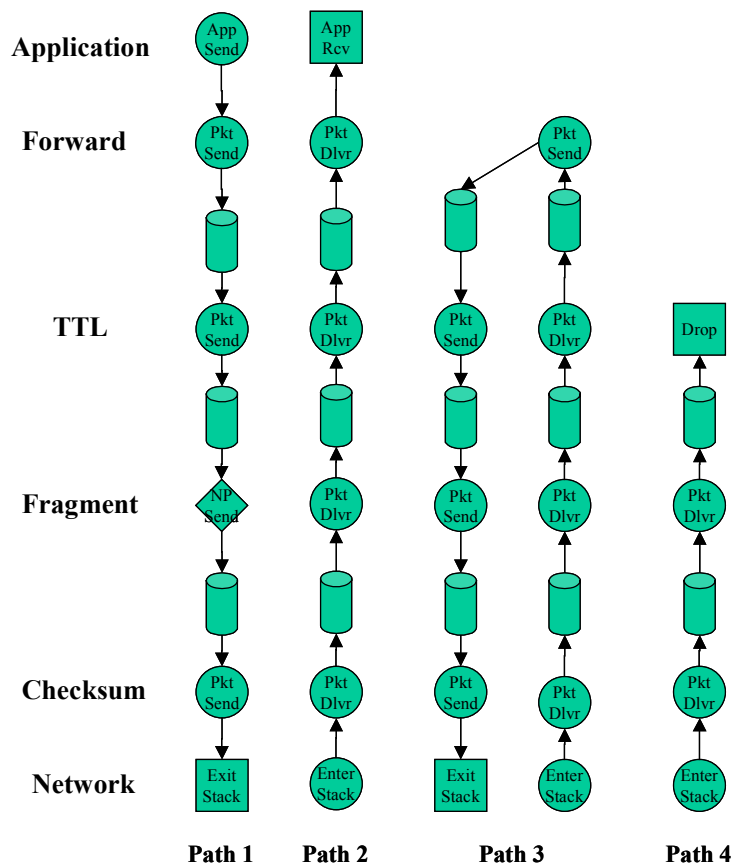 Application
App
Send
App
Rcv
Forward
Pkt
Send
Pkt
Dlvr
Pkt
Send
TTL
Pkt
Send
Pkt
Dlvr
Pkt
Send
Pkt
Dlvr
Drop
Fragment
NP
Send
Pkt
Dlvr
Pkt
Send
Pkt
Dlvr
Pkt
Dlvr
Checksum
Pkt
Send
Pkt
Dlvr
Pkt
Send
Pkt
Dlvr
Pkt
Dlvr
Network
Exit
Stack
Enter
Stack
Exit
Stack
Enter
Stack
Enter
Stack
Path 1
Path 2
Path 3
Path 4